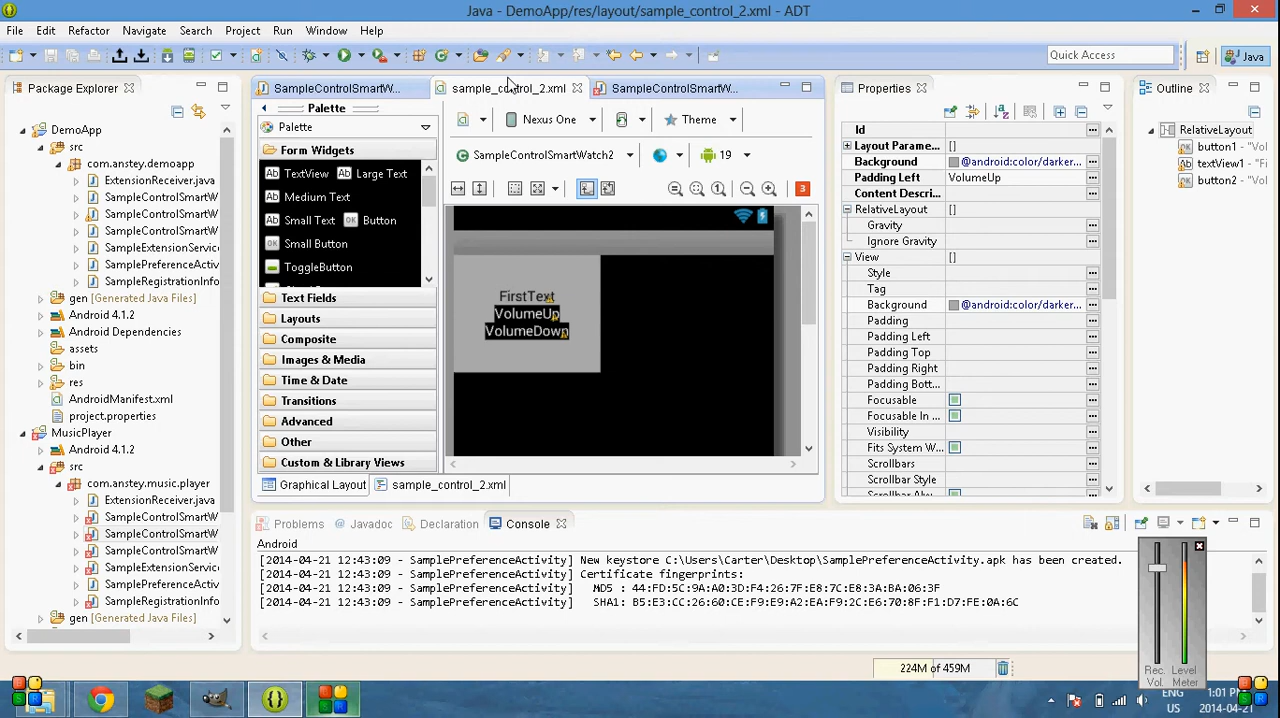 Java - DemoApp/res/layout/sample_control_2.xml - ADT
File Edit Refactor Navigate Search Project Run Window Help
Quick Access
Java
Package Explorer
DemoApp
src
com.anstey.demoapp
ExtensionReceiver.java
SampleControlSmartW
SampleControlSmartW
SampleControlSmartW
SampleExtensionService
SamplePreferenceActiv
SampleRegistrationInfo
gen [Generated Java Files]
Android 4.1.2
Android Dependencies
assets
bin
res
AndroidManifest.xml
project.properties
MusicPlayer
Android 4.1.2
src
com.anstey.music.player
ExtensionReceiver.java
SampleControlSmartW
SampleControlSmartW
SampleControlSmartW
SampleExtensionService
SamplePreferenceActiv
SampleRegistrationInfo
gen [Generated Java Files]
SampleControlSmartW...
sample_control_2.xml
SampleControlSmartW...
Palette
Palette
Form Widgets
Ab TextView Ab Large Text
Ab Medium Text
Ab Small Text OK Button
OK Small Button
ToggleButton
Text Fields
Layouts
Composite
Images & Media
Time & Date
Transitions
Advanced
Other
Custom & Library Views
Nexus One
Theme
SampleControlSmartWatch2
19
3
FirstText
VolumeUp
VolumeDown
Graphical Layout
sample_control_2.xml
Properties
Id
Layout Parame... []
Background @android:color/darker...
Padding Left VolumeUp
Content Descri...
RelativeLayout []
Gravity
Ignore Gravity
View []
Style
Tag
Background @android:color/darker...
Padding
Padding Left
Padding Top
Padding Right
Padding Bott...
Focusable
Focusable In ...
Visibility
Fits System W...
Scrollbars
Scrollbar Style
Outline
RelativeLayout
button1 - "Vol
textView1 - "Fi
button2 - "Vol
Problems
Javadoc
Declaration
Console
Android
[2014-04-21 12:43:09 - SamplePreferenceActivity] New keystore C:\Users\Carter\Desktop\SamplePreferenceActivity.apk has been created.
[2014-04-21 12:43:09 - SamplePreferenceActivity] Certificate fingerprints:
[2014-04-21 12:43:09 - SamplePreferenceActivity] MD5 : 44:FD:5C:9A:A0:3D:F4:26:7F:E8:7C:E8:3A:BA:06:3F
[2014-04-21 12:43:09 - SamplePreferenceActivity] SHA1: B5:E3:5C:26:60:CE:F9:E9:A2:EA:F9:2C:E6:70:8F:F1:D7:FE:0A:6C
224M of 459M
Rec. Vol.
Level Meter
ENG
US
1:01 PM
2014-04-21